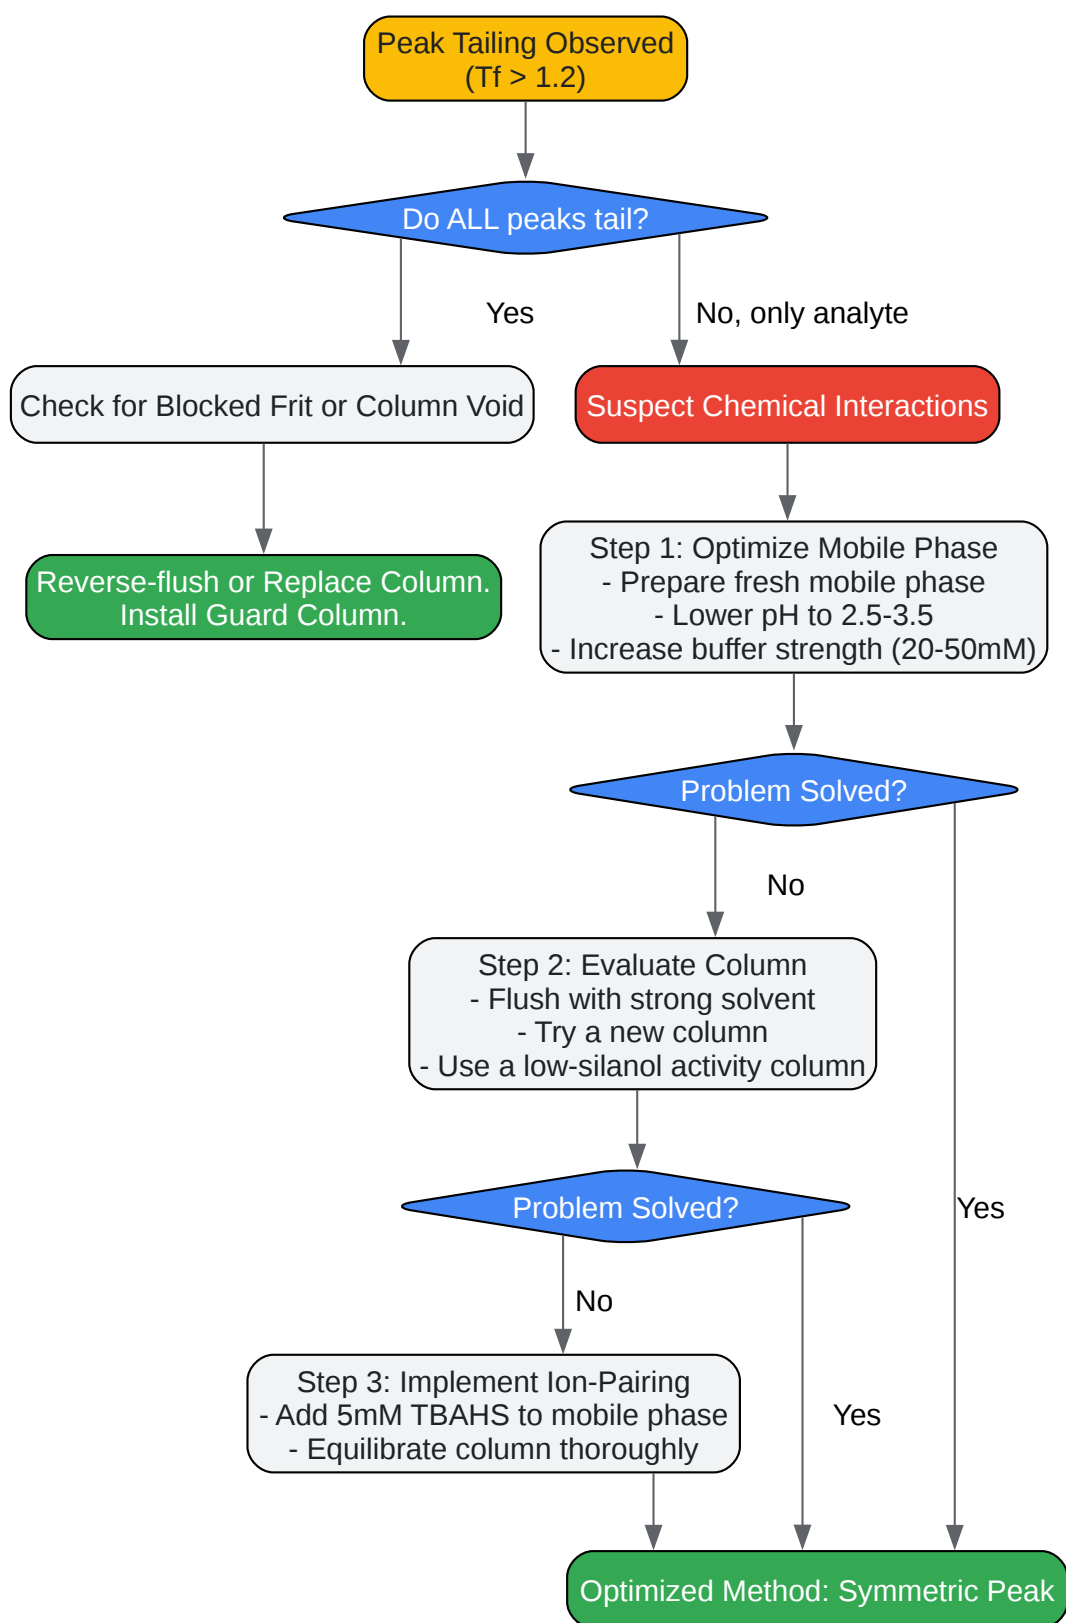 Peak Tailing Observed
(Tf > 1.2)
Do ALL peaks tail?
Yes
No, only analyte
Check for Blocked Frit or Column Void
Suspect Chemical Interactions
Reverse-flush or Replace Column.
Install Guard Column.
Step 1: Optimize Mobile Phase
- Prepare fresh mobile phase
- Lower pH to 2.5-3.5
- Increase buffer strength (20-50mM)
Problem Solved?
No
Step 2: Evaluate Column
- Flush with strong solvent
- Try a new column
- Use a low-silanol activity column
Problem Solved?
Yes
No
Step 3: Implement Ion-Pairing
- Add 5mM TBAHS to mobile phase
- Equilibrate column thoroughly
Yes
Optimized Method: Symmetric Peak